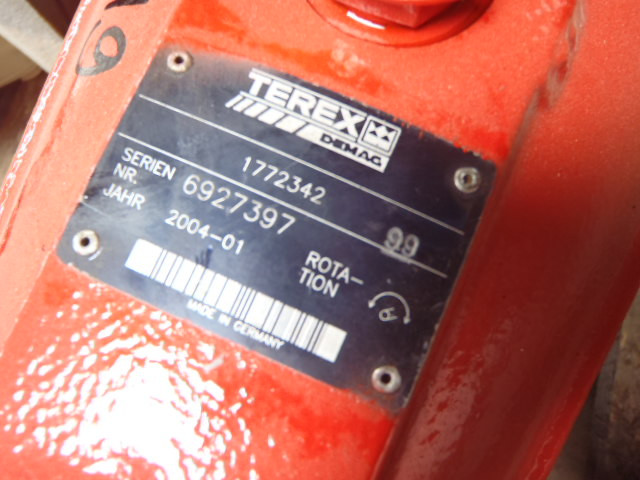 TEREX
DEMAG
1772342
SERIEN NR. 6927397 99
JAHR 2004-01
ROTA-
TION
MADE IN GERMANY